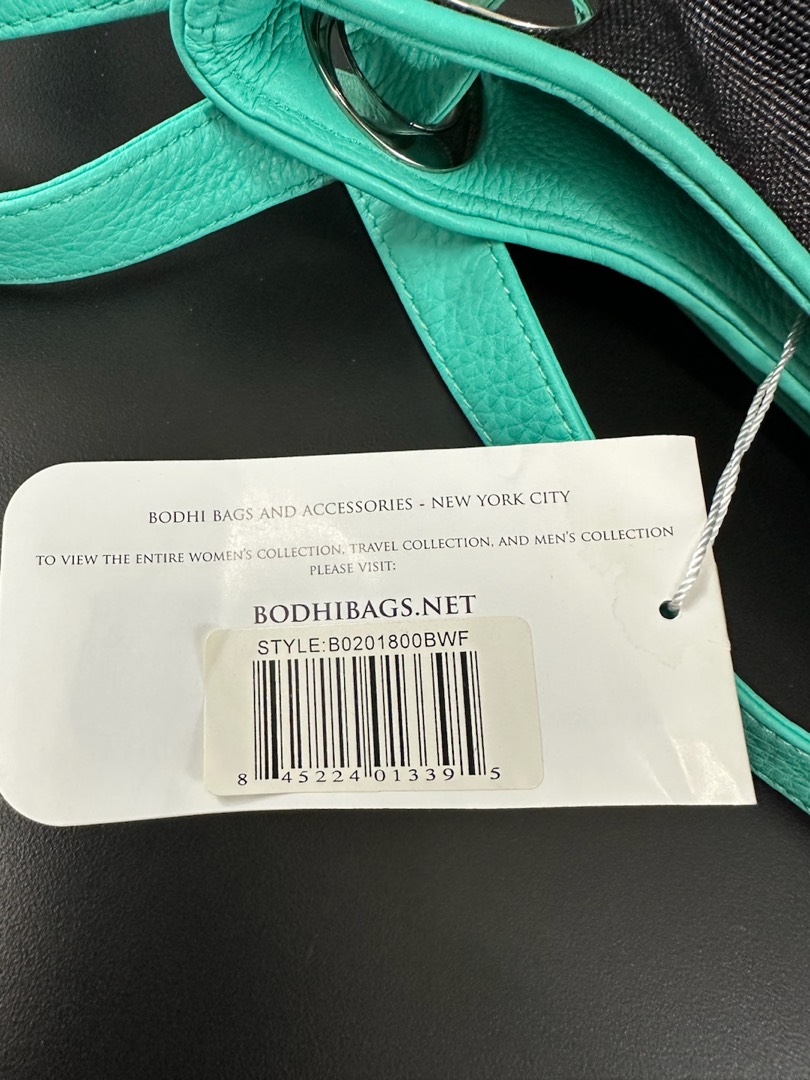 BODHI BAGS AND ACCESSORIES - NEW YORK CITY
TO VIEW THE ENTIRE WOMEN'S COLLECTION, TRAVEL COLLECTION, AND MEN'S COLLECTION
PLEASE VISIT:
BODHIBAGS.NET
STYLE:B0201800BWF
8 45224 01339 5